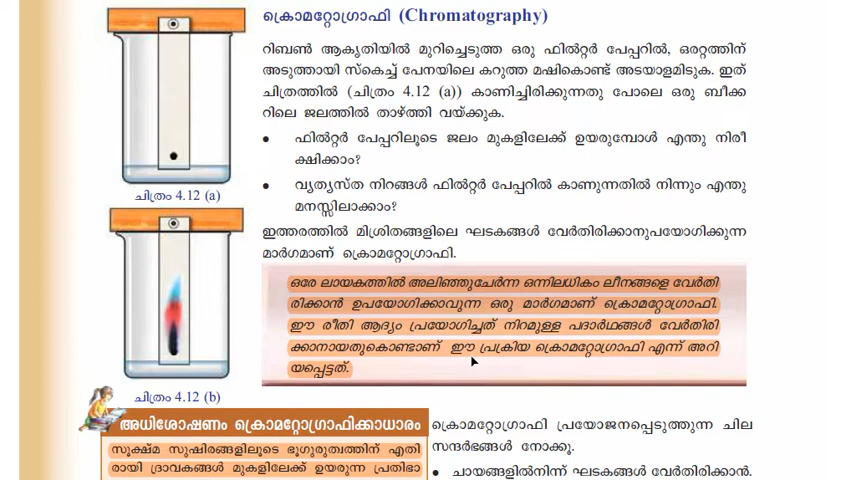 ക്രൊമറ്റോഗ്രാഫി (Chromatography)
റിബൺ ആകൃതിയിൽ മുറിച്ചെടുത്ത ഒരു ഫിൽറ്റർ പേപ്പറിൽ, ഒരറ്റത്തിന്
അടുത്തായി സ്കെച്ച് പേനയിലെ കറുത്ത മഷികൊണ്ട് അടയാളമിടുക. ഇത്
ചിത്രത്തിൽ (ചിത്രം 4.12 (a)) കാണിച്ചിരിക്കുന്നതു പോലെ ഒരു ബീക്ക
റിലെ ജലത്തിൽ താഴ്ത്തി വയ്ക്കുക.
● ഫിൽറ്റർ പേപ്പറിലൂടെ ജലം മുകളിലേക്ക് ഉയരുമ്പോൾ എന്തു നിരീ
ക്ഷിക്കാം?
● വ്യത്യസ്ത നിറങ്ങൾ ഫിൽറ്റർ പേപ്പറിൽ കാണുന്നതിൽ നിന്നും എന്തു
മനസ്സിലാക്കാം?
ഇത്തരത്തിൽ മിശ്രിതങ്ങളിലെ ഘടകങ്ങൾ വേർതിരിക്കാനുപയോഗിക്കുന്ന
മാർഗമാണ് ക്രൊമറ്റോഗ്രാഫി.
ഒരേ ലായകത്തിൽ അലിഞ്ഞുചേർന്ന ഒന്നിലധികം ലീനങ്ങളെ വേർതി
രിക്കാൻ ഉപയോഗിക്കാവുന്ന ഒരു മാർഗമാണ് ക്രൊമറ്റോഗ്രാഫി.
ഈ രീതി ആദ്യം പ്രയോഗിച്ചത് നിറമുള്ള പദാർഥങ്ങൾ വേർതിരി
ക്കാനായതുകൊണ്ടാണ് ഈ പ്രക്രിയ ക്രൊമറ്റോഗ്രാഫി എന്ന് അറി
യപ്പെട്ടത്.
ചിത്രം 4.12 (a)
ചിത്രം 4.12 (b)
അധിശോഷണം ക്രൊമറ്റോഗ്രാഫിക്കാധാരം
സൂക്ഷ്മ സുഷിരങ്ങളിലൂടെ ഭൂഗുരുത്വത്തിന് എതി
രായി ദ്രാവകങ്ങൾ മുകളിലേക്ക് ഉയരുന്ന പ്രതിഭാ
ക്രൊമറ്റോഗ്രാഫി പ്രയോജനപ്പെടുത്തുന്ന ചില
സന്ദർഭങ്ങൾ നോക്കൂ.
● ചായങ്ങളിൽനിന്ന് ഘടകങ്ങൾ വേർതിരിക്കാൻ.